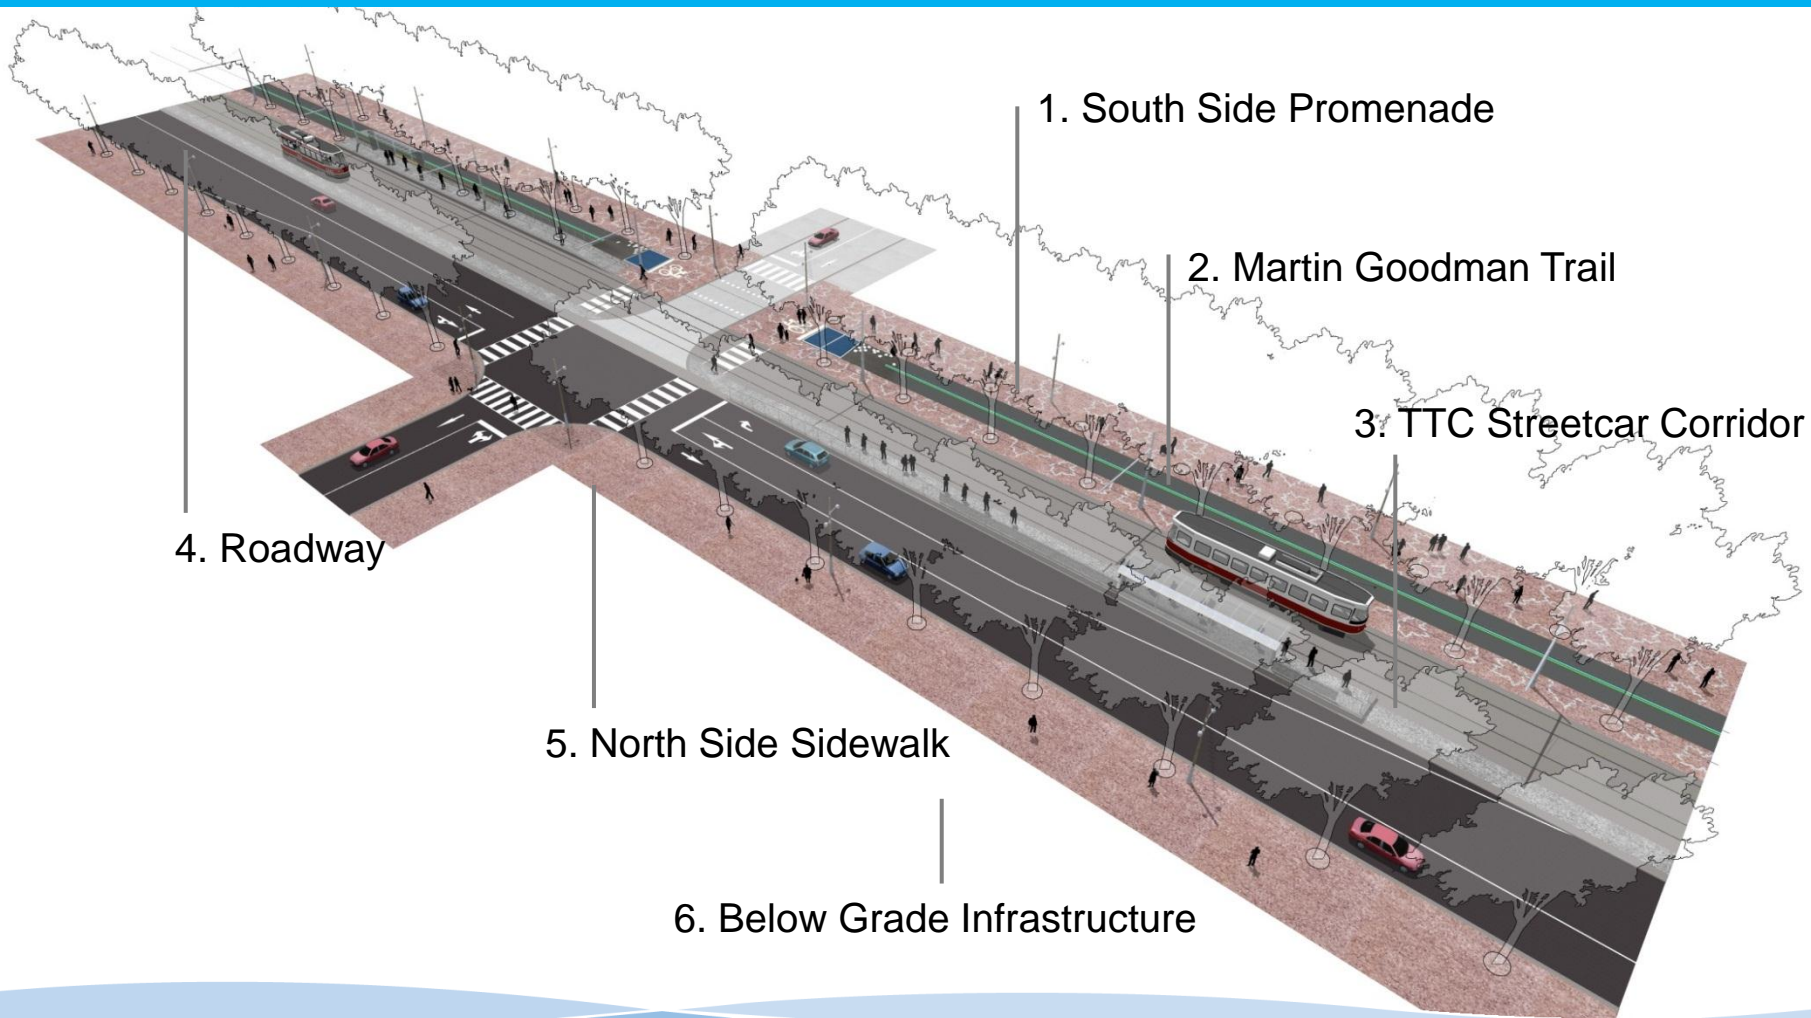 1. South Side Promenade
2. Martin Goodman Trail
3. TTC Streetcar Corridor
4. Roadway
5. North Side Sidewalk
6. Below Grade Infrastructure